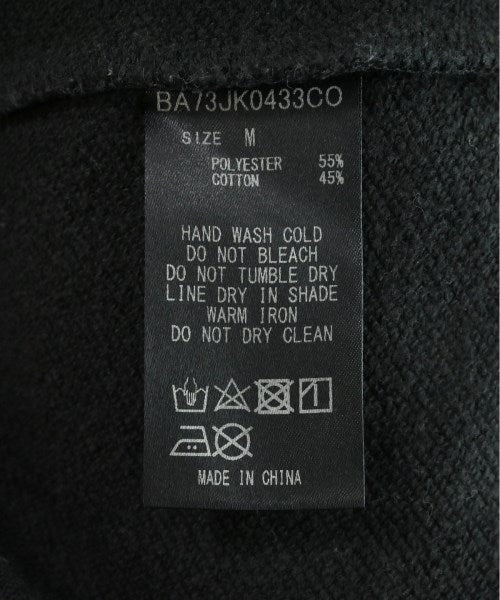 BA73JK0433CO
SIZE M
POLYESTER 55%
COTTON 45%
HAND WASH COLD
DO NOT BLEACH
DO NOT TUMBLE DRY
LINE DRY IN SHADE
WARM IRON
DO NOT DRY CLEAN
MADE IN CHINA